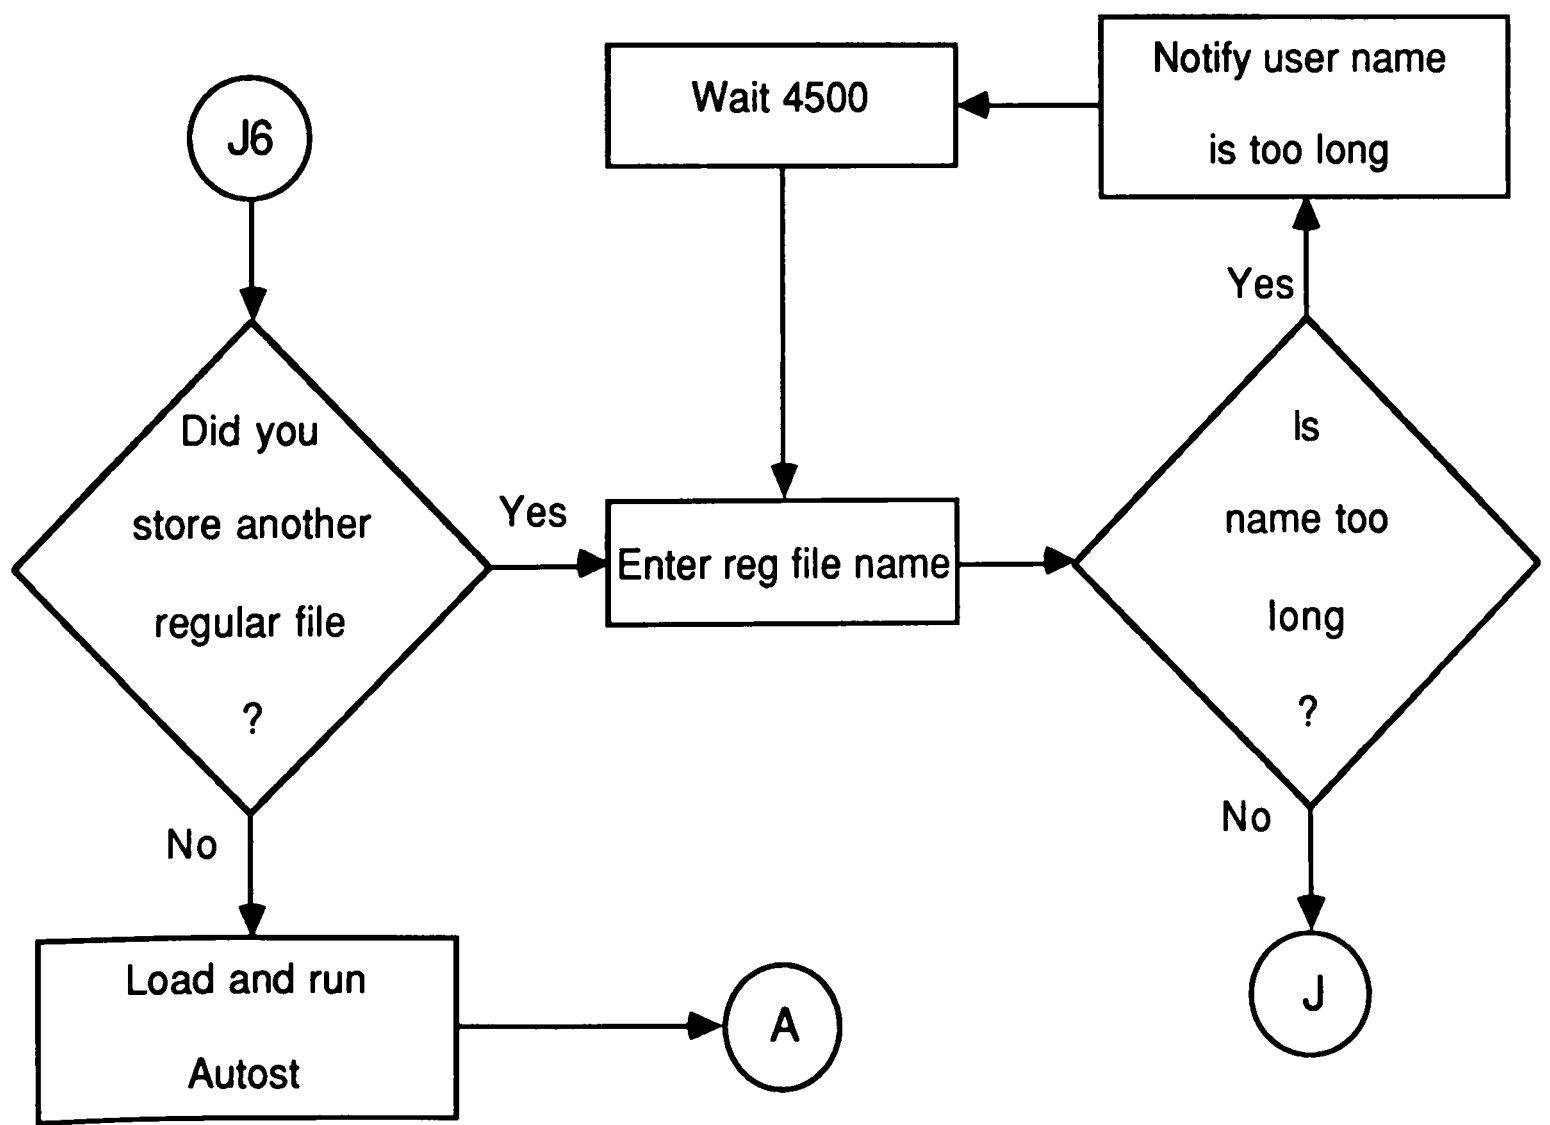 J6
Did you
store another
regular file
?
Yes
No
Load and run
Autost
A
Wait 4500
Enter reg file name
Notify user name
is too long
Yes
Is
name too
long
?
No
J